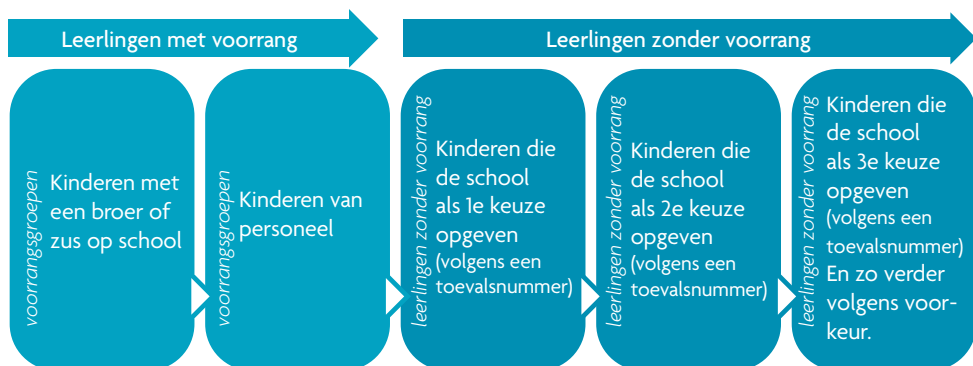 Leerlingen met voorrang
Leerlingen zonder voorrang
voorrangsgroepen
Kinderen met
een broer of
zus op school
voorrangsgroepen
Kinderen van
personeel
leerlingen zonder voorrang
Kinderen die
de school
als 1e keuze
opgeven
(volgens een
toevalsnummer)
leerlingen zonder voorrang
Kinderen die
de school
als 2e keuze
opgeven
(volgens een
toevalsnummer)
leerlingen zonder voorrang
Kinderen die
de school
als 3e keuze
opgeven
(volgens een
toevalsnummer)
En zo verder
volgens voor-
keur.